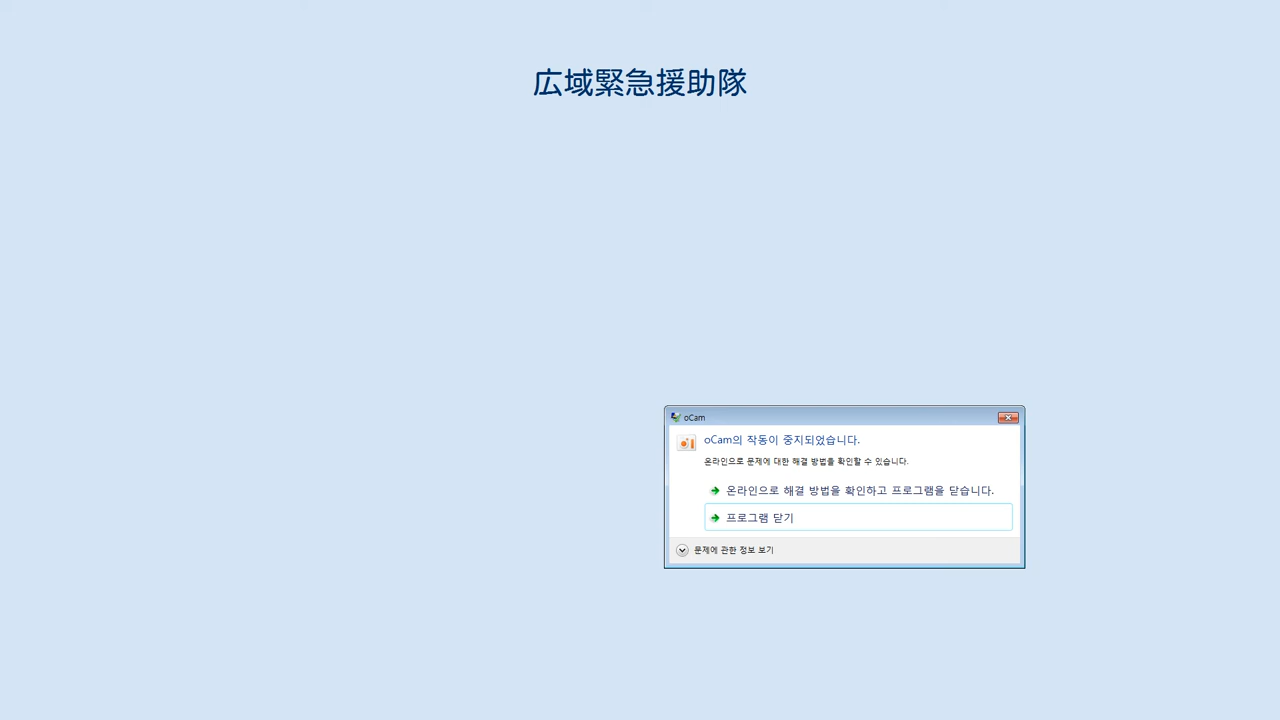 広域緊急援助隊
oCam
oCam의 작동이 중지되었습니다.
온라인으로 문제에 대한 해결 방법을 확인할 수 있습니다.
온라인으로 해결 방법을 확인하고 프로그램을 닫습니다.
프로그램 닫기
문제에 관한 정보 보기